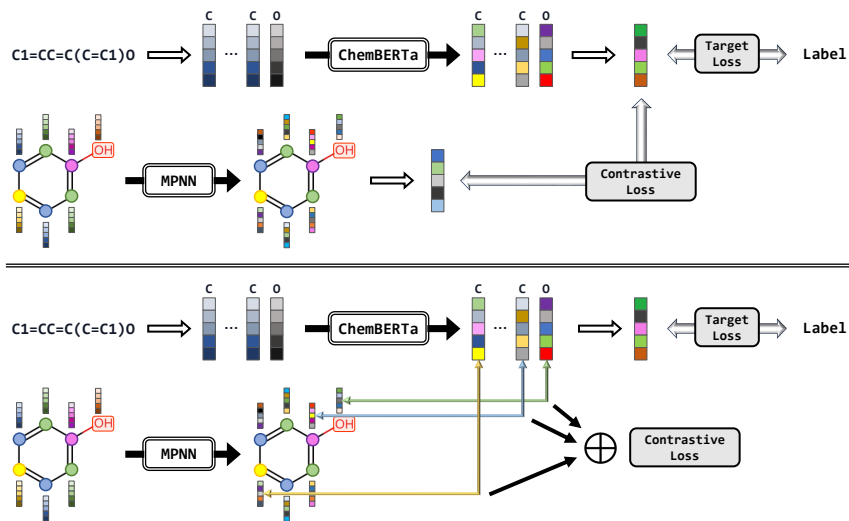 C C O
C1=CC=C(C=C1)O ... ChemBERTa ... Target Loss Label
C C O
OH MPNN OH Contrastive Loss
C C O
C C O
C1=CC=C(C=C1)O ... ChemBERTa ... Target Loss Label
OH MPNN OH Contrastive Loss